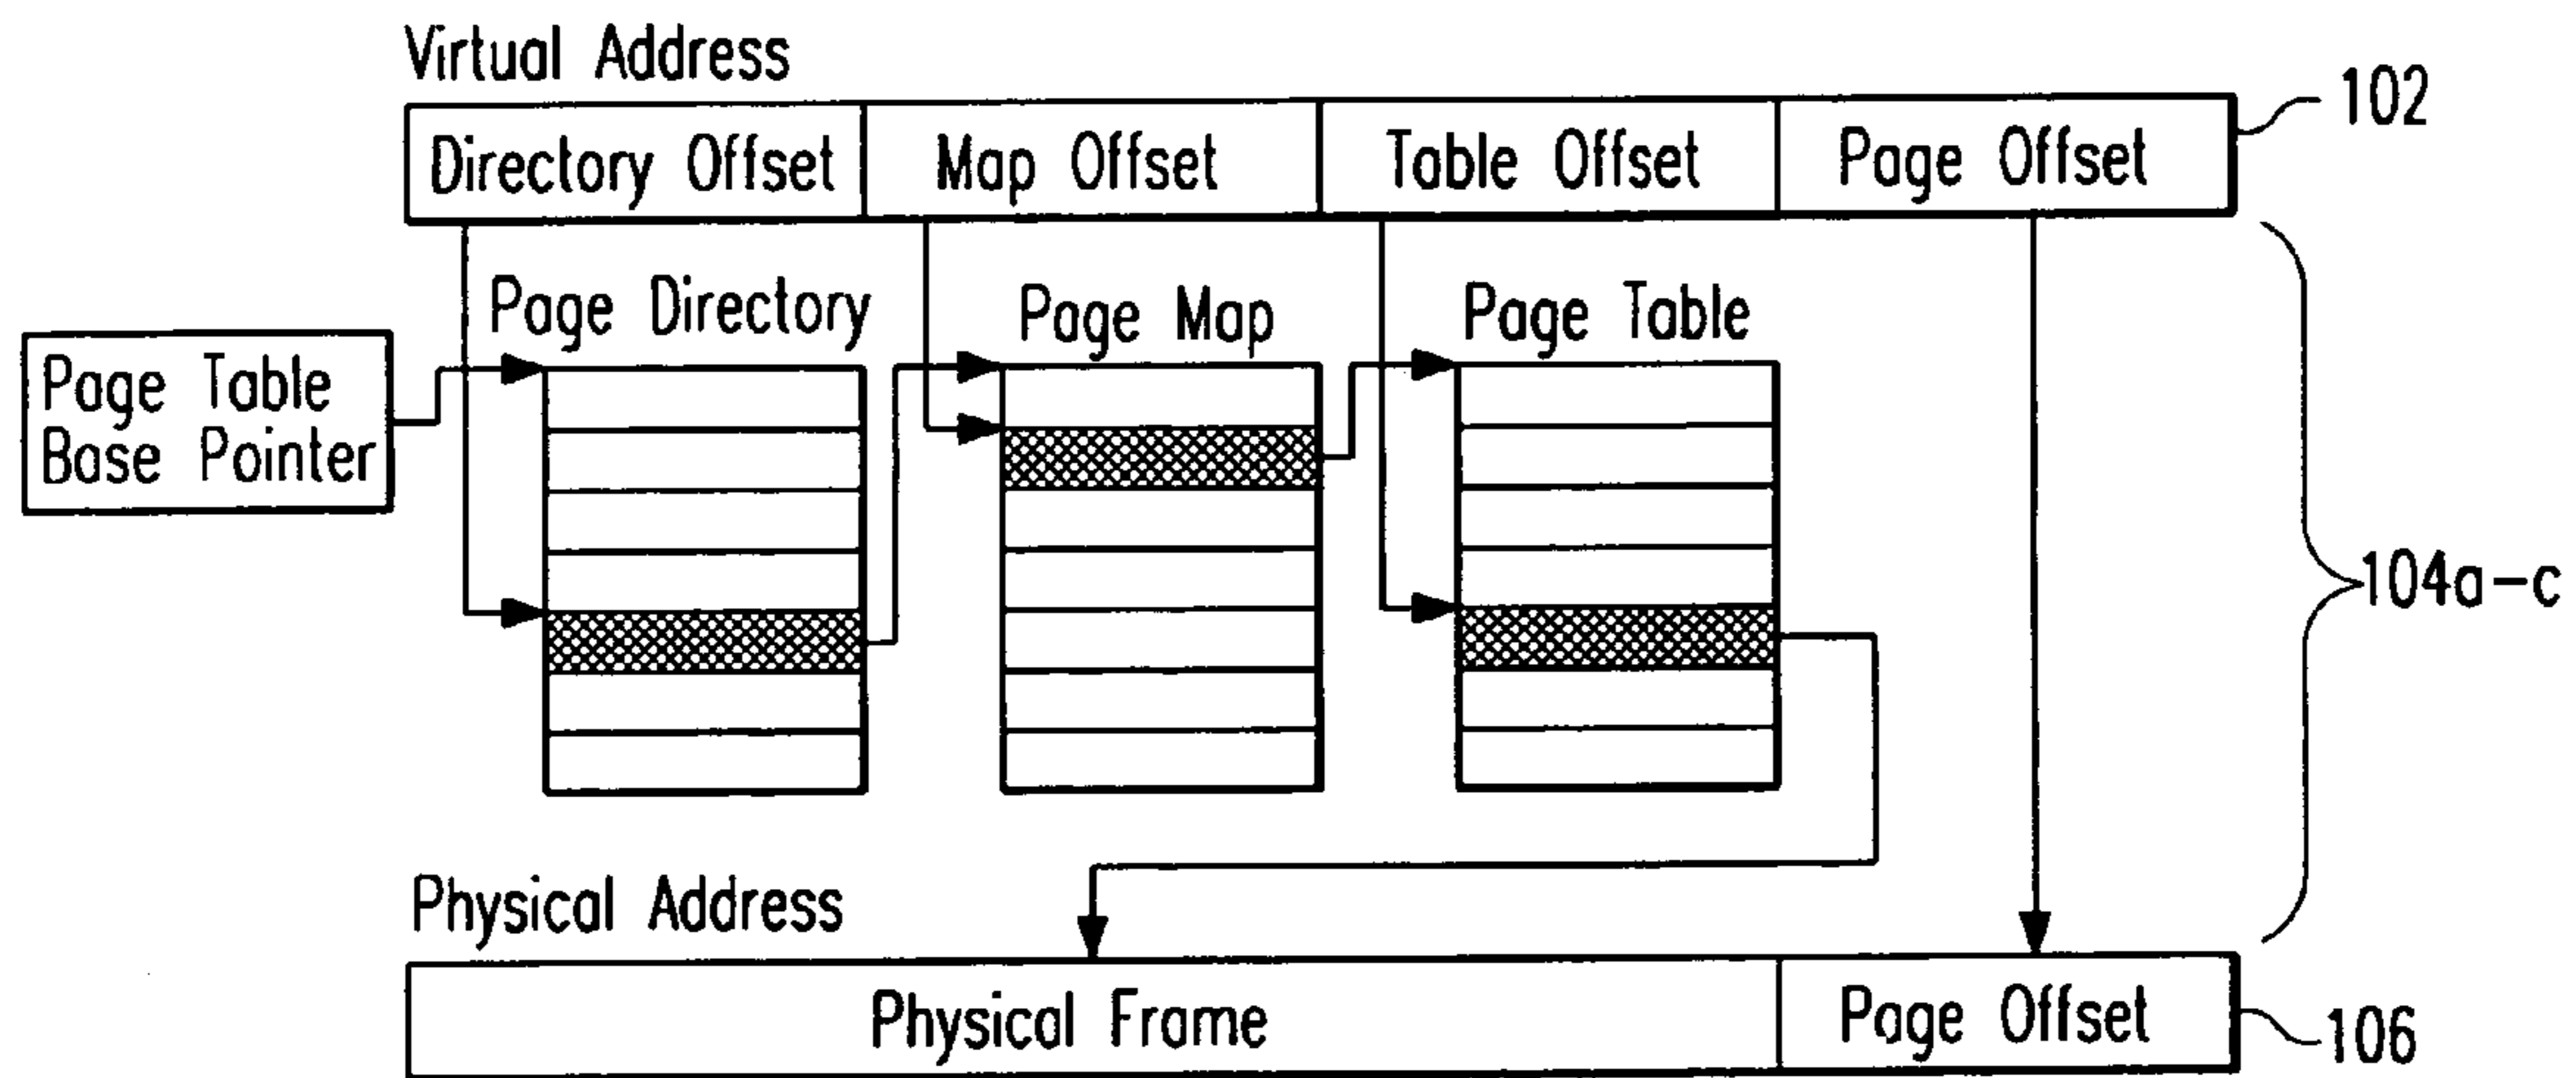 Virtual Address
Directory Offset
Map Offset
Table Offset
Page Offset
102
Page Directory
Page Map
Page Table
Page Table
Base Pointer
104a-c
Physical Address
Physical Frame
Page Offset
106